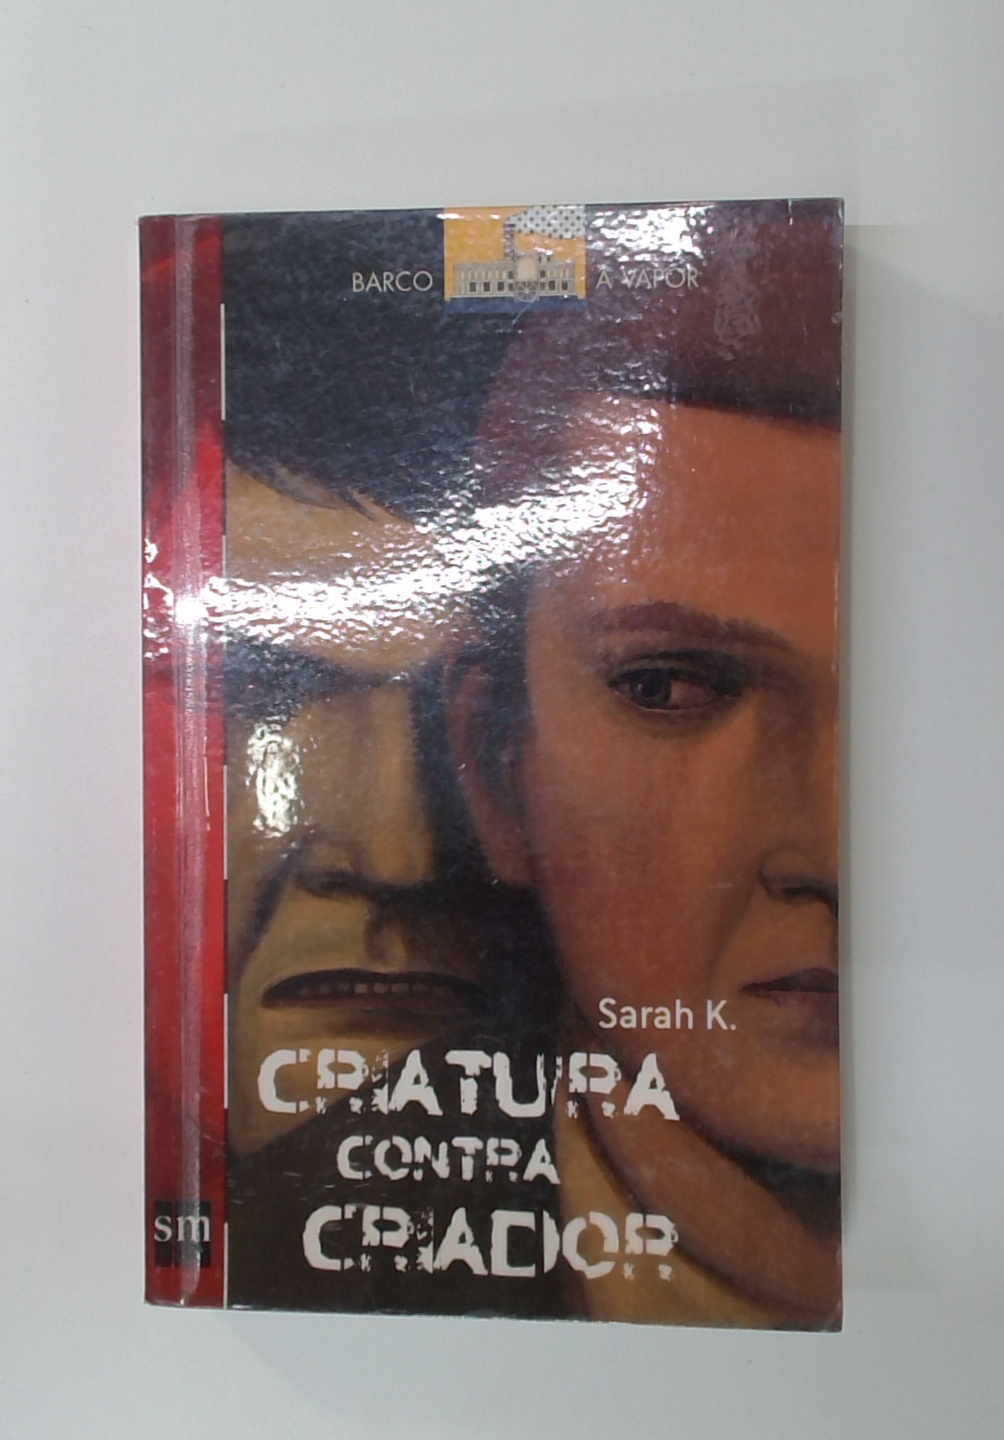 BARCO A VAPOR
Sarah K.
CRIATURA
CONTRA
CRIADOR
sm